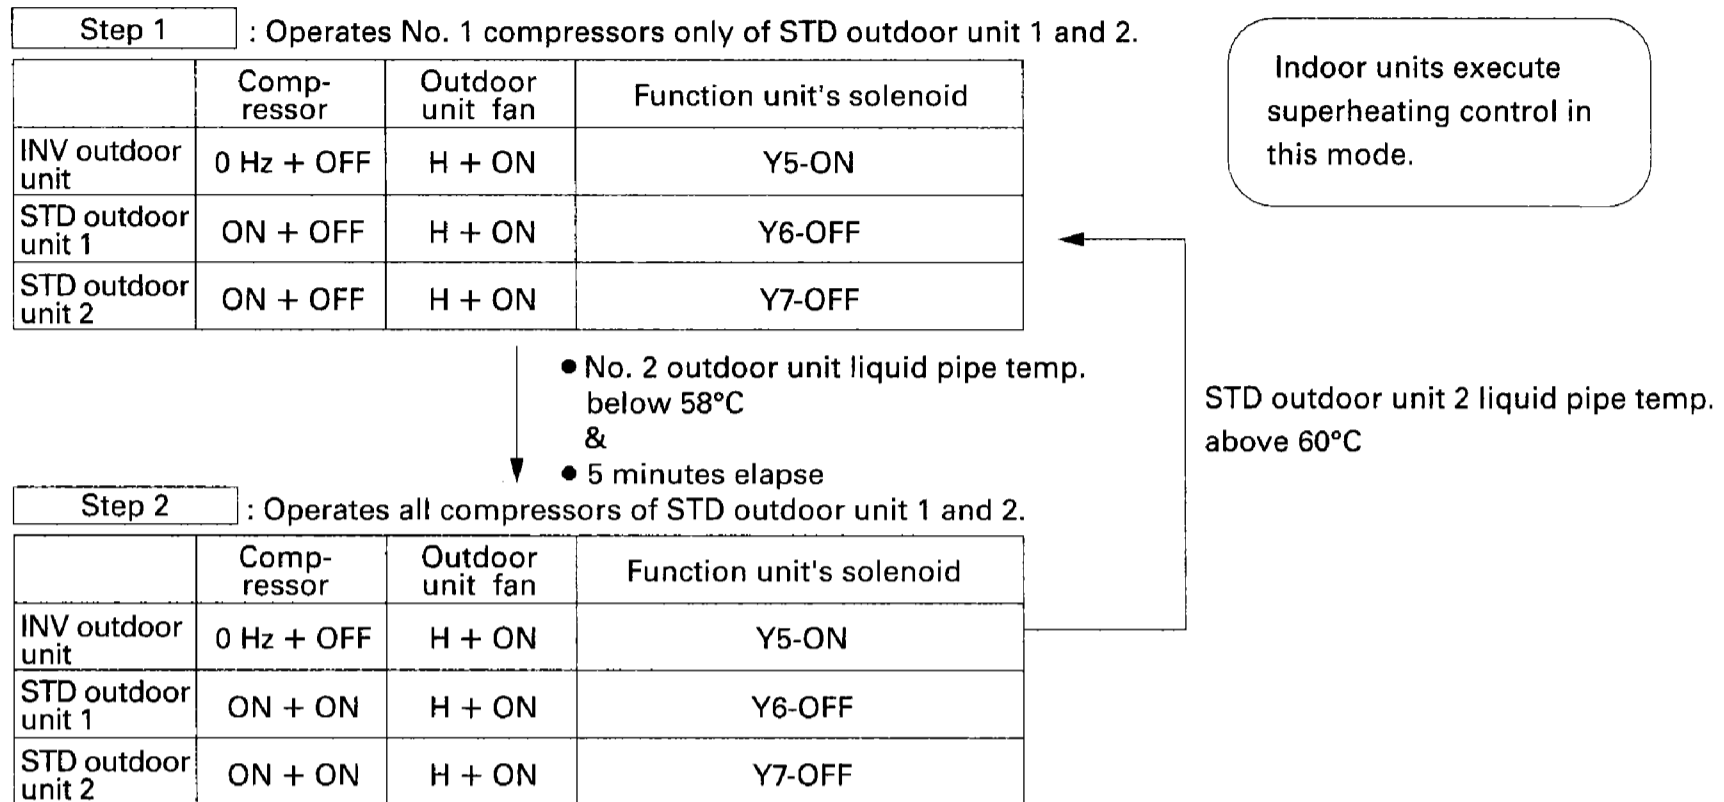 Step 1 : Operates No. 1 compressors only of STD outdoor unit 1 and 2.
Comp-
ressor
Outdoor
unit fan
Function unit's solenoid
INV outdoor
unit
0 Hz + OFF
H + ON
Y5-ON
STD outdoor
unit 1
ON + OFF
H + ON
Y6-OFF
STD outdoor
unit 2
ON + OFF
H + ON
Y7-OFF
Indoor units execute
superheating control in
this mode.
● No. 2 outdoor unit liquid pipe temp.
below 58°C
&
● 5 minutes elapse
STD outdoor unit 2 liquid pipe temp.
above 60°C
Step 2 : Operates all compressors of STD outdoor unit 1 and 2.
Comp-
ressor
Outdoor
unit fan
Function unit's solenoid
INV outdoor
unit
0 Hz + OFF
H + ON
Y5-ON
STD outdoor
unit 1
ON + ON
H + ON
Y6-OFF
STD outdoor
unit 2
ON + ON
H + ON
Y7-OFF